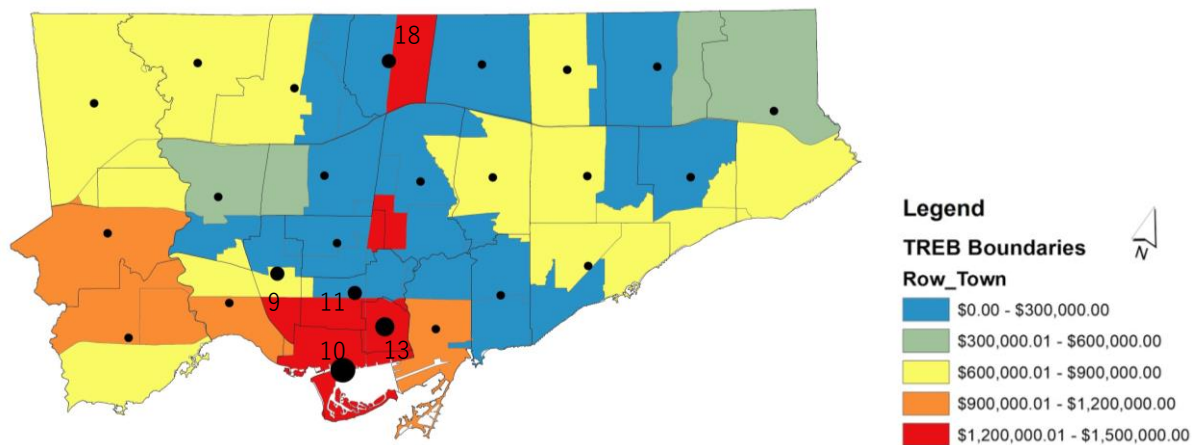 18
9
11
10
13
Legend
TREB Boundaries
N
Row_Town
$0.00 - $300,000.00
$300,000.01 - $600,000.00
$600,000.01 - $900,000.00
$900,000.01 - $1,200,000.00
$1,200,000.01 - $1,500,000.00